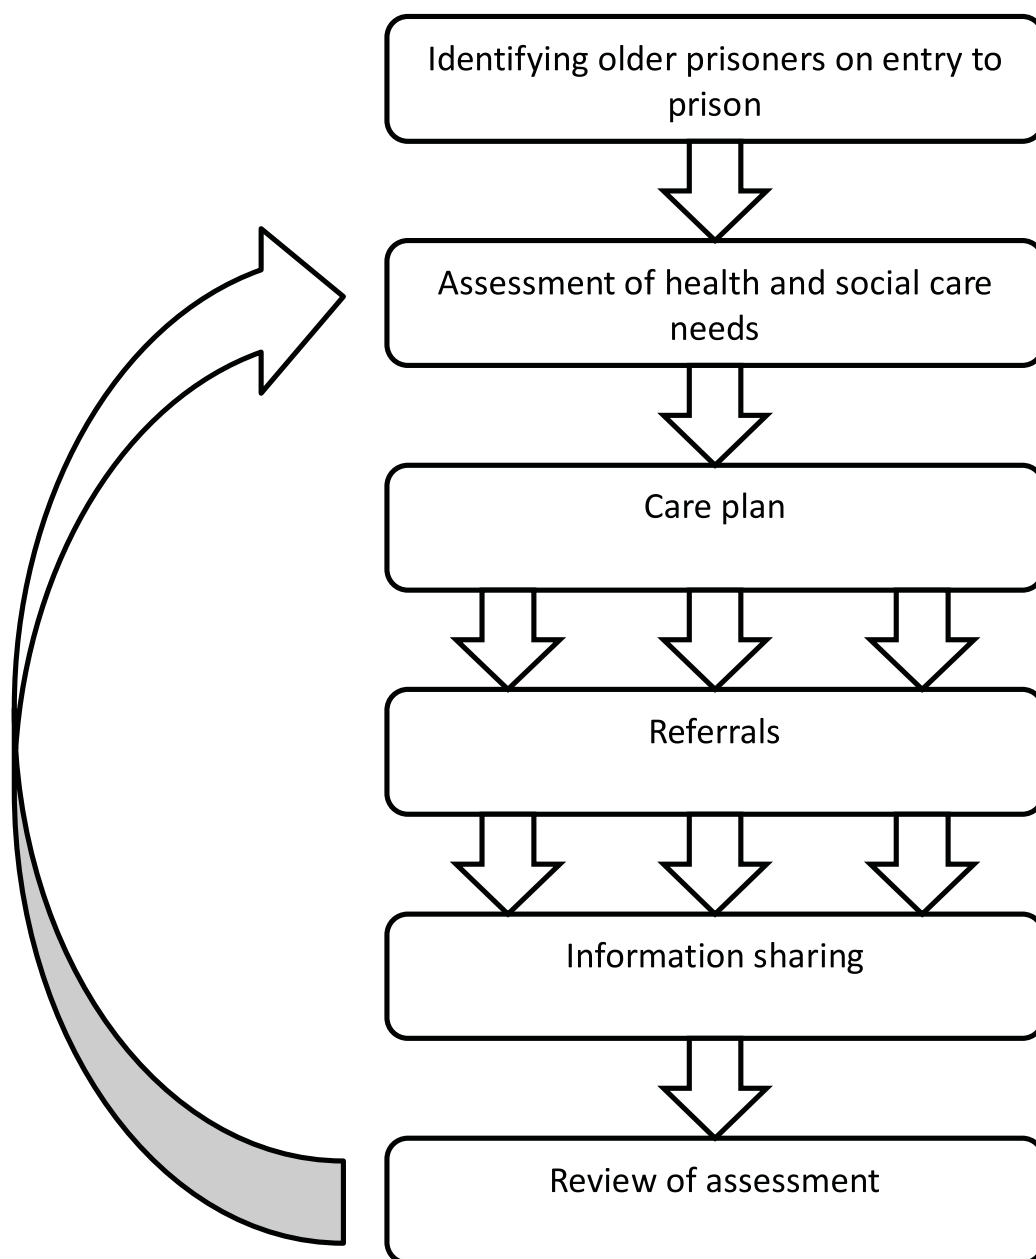 Identifying older prisoners on entry to
prison
Assessment of health and social care
needs
Care plan
Referrals
Information sharing
Review of assessment